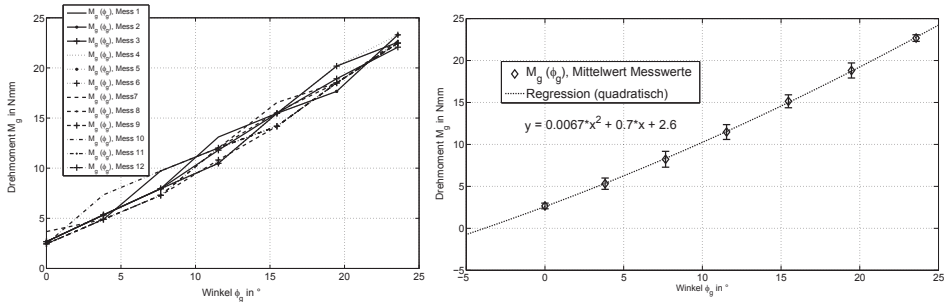 Drehmoment M_g in Nmm
25
20
15
10
5
0
M_g (ϕ_g), Mess 1
M_g (ϕ_g), Mess 2
M_g (ϕ_g), Mess 3
M_g (ϕ_g), Mess 4
M_g (ϕ_g), Mess 5
M_g (ϕ_g), Mess 6
M_g (ϕ_g), Mess7
M_g (ϕ_g), Mess 8
M_g (ϕ_g), Mess 9
M_g (ϕ_g), Mess 10
M_g (ϕ_g), Mess 11
M_g (ϕ_g), Mess 12
0 5 10 15 20 25
Winkel ϕ_g in °
Drehmoment M_g in Nmm
25
20
15
10
5
0
−5
M_g (ϕ_g), Mittelwert Messwerte
Regression (quadratisch)
y = 0.0067*x² + 0.7*x + 2.6
−5 0 5 10 15 20 25
Winkel ϕ_g in °